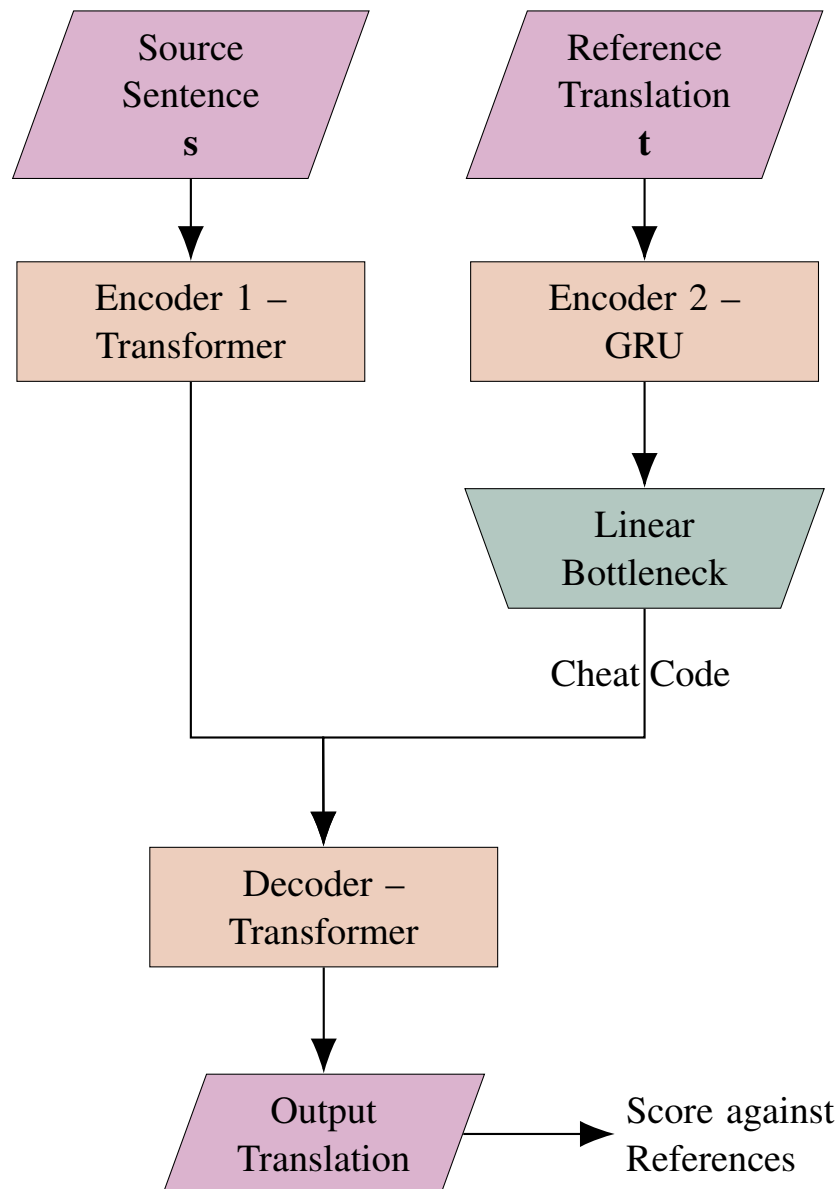 Source
Sentence
s
Reference
Translation
t
Encoder 1 –
Transformer
Encoder 2 –
GRU
Linear
Bottleneck
Cheat Code
Decoder –
Transformer
Output
Translation
Score against
References